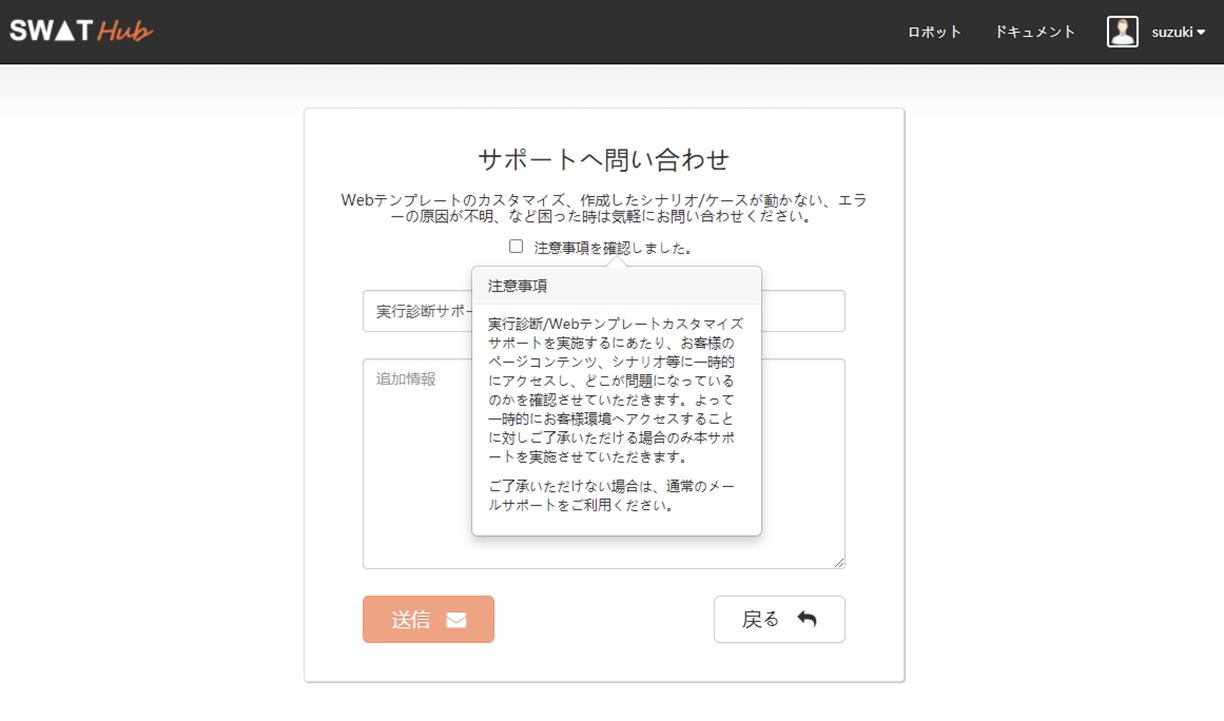 SWAT Hub
ロボット
ドキュメント
suzuki
サポートへ問い合わせ
Webテンプレートのカスタマイズ、作成したシナリオ/ケースが動かない、エラ
ーの原因が不明、など困った時は気軽にお問い合わせください。
注意事項を確認しました。
注意事項
実行診断サポー
実行診断/Webテンプレートカスタマイズ
サポートを実施するにあたり、お客様の
ページコンテンツ、シナリオ等に一時的
にアクセスし、どこが問題になっている
のかを確認させていただきます。よって
一時的にお客様環境へアクセスすること
に対しご了承いただける場合のみ本サポ
ートを実施させていただきます。
ご了承いただけない場合は、通常のメー
ルサポートをご利用ください。
追加情報
送信
戻る